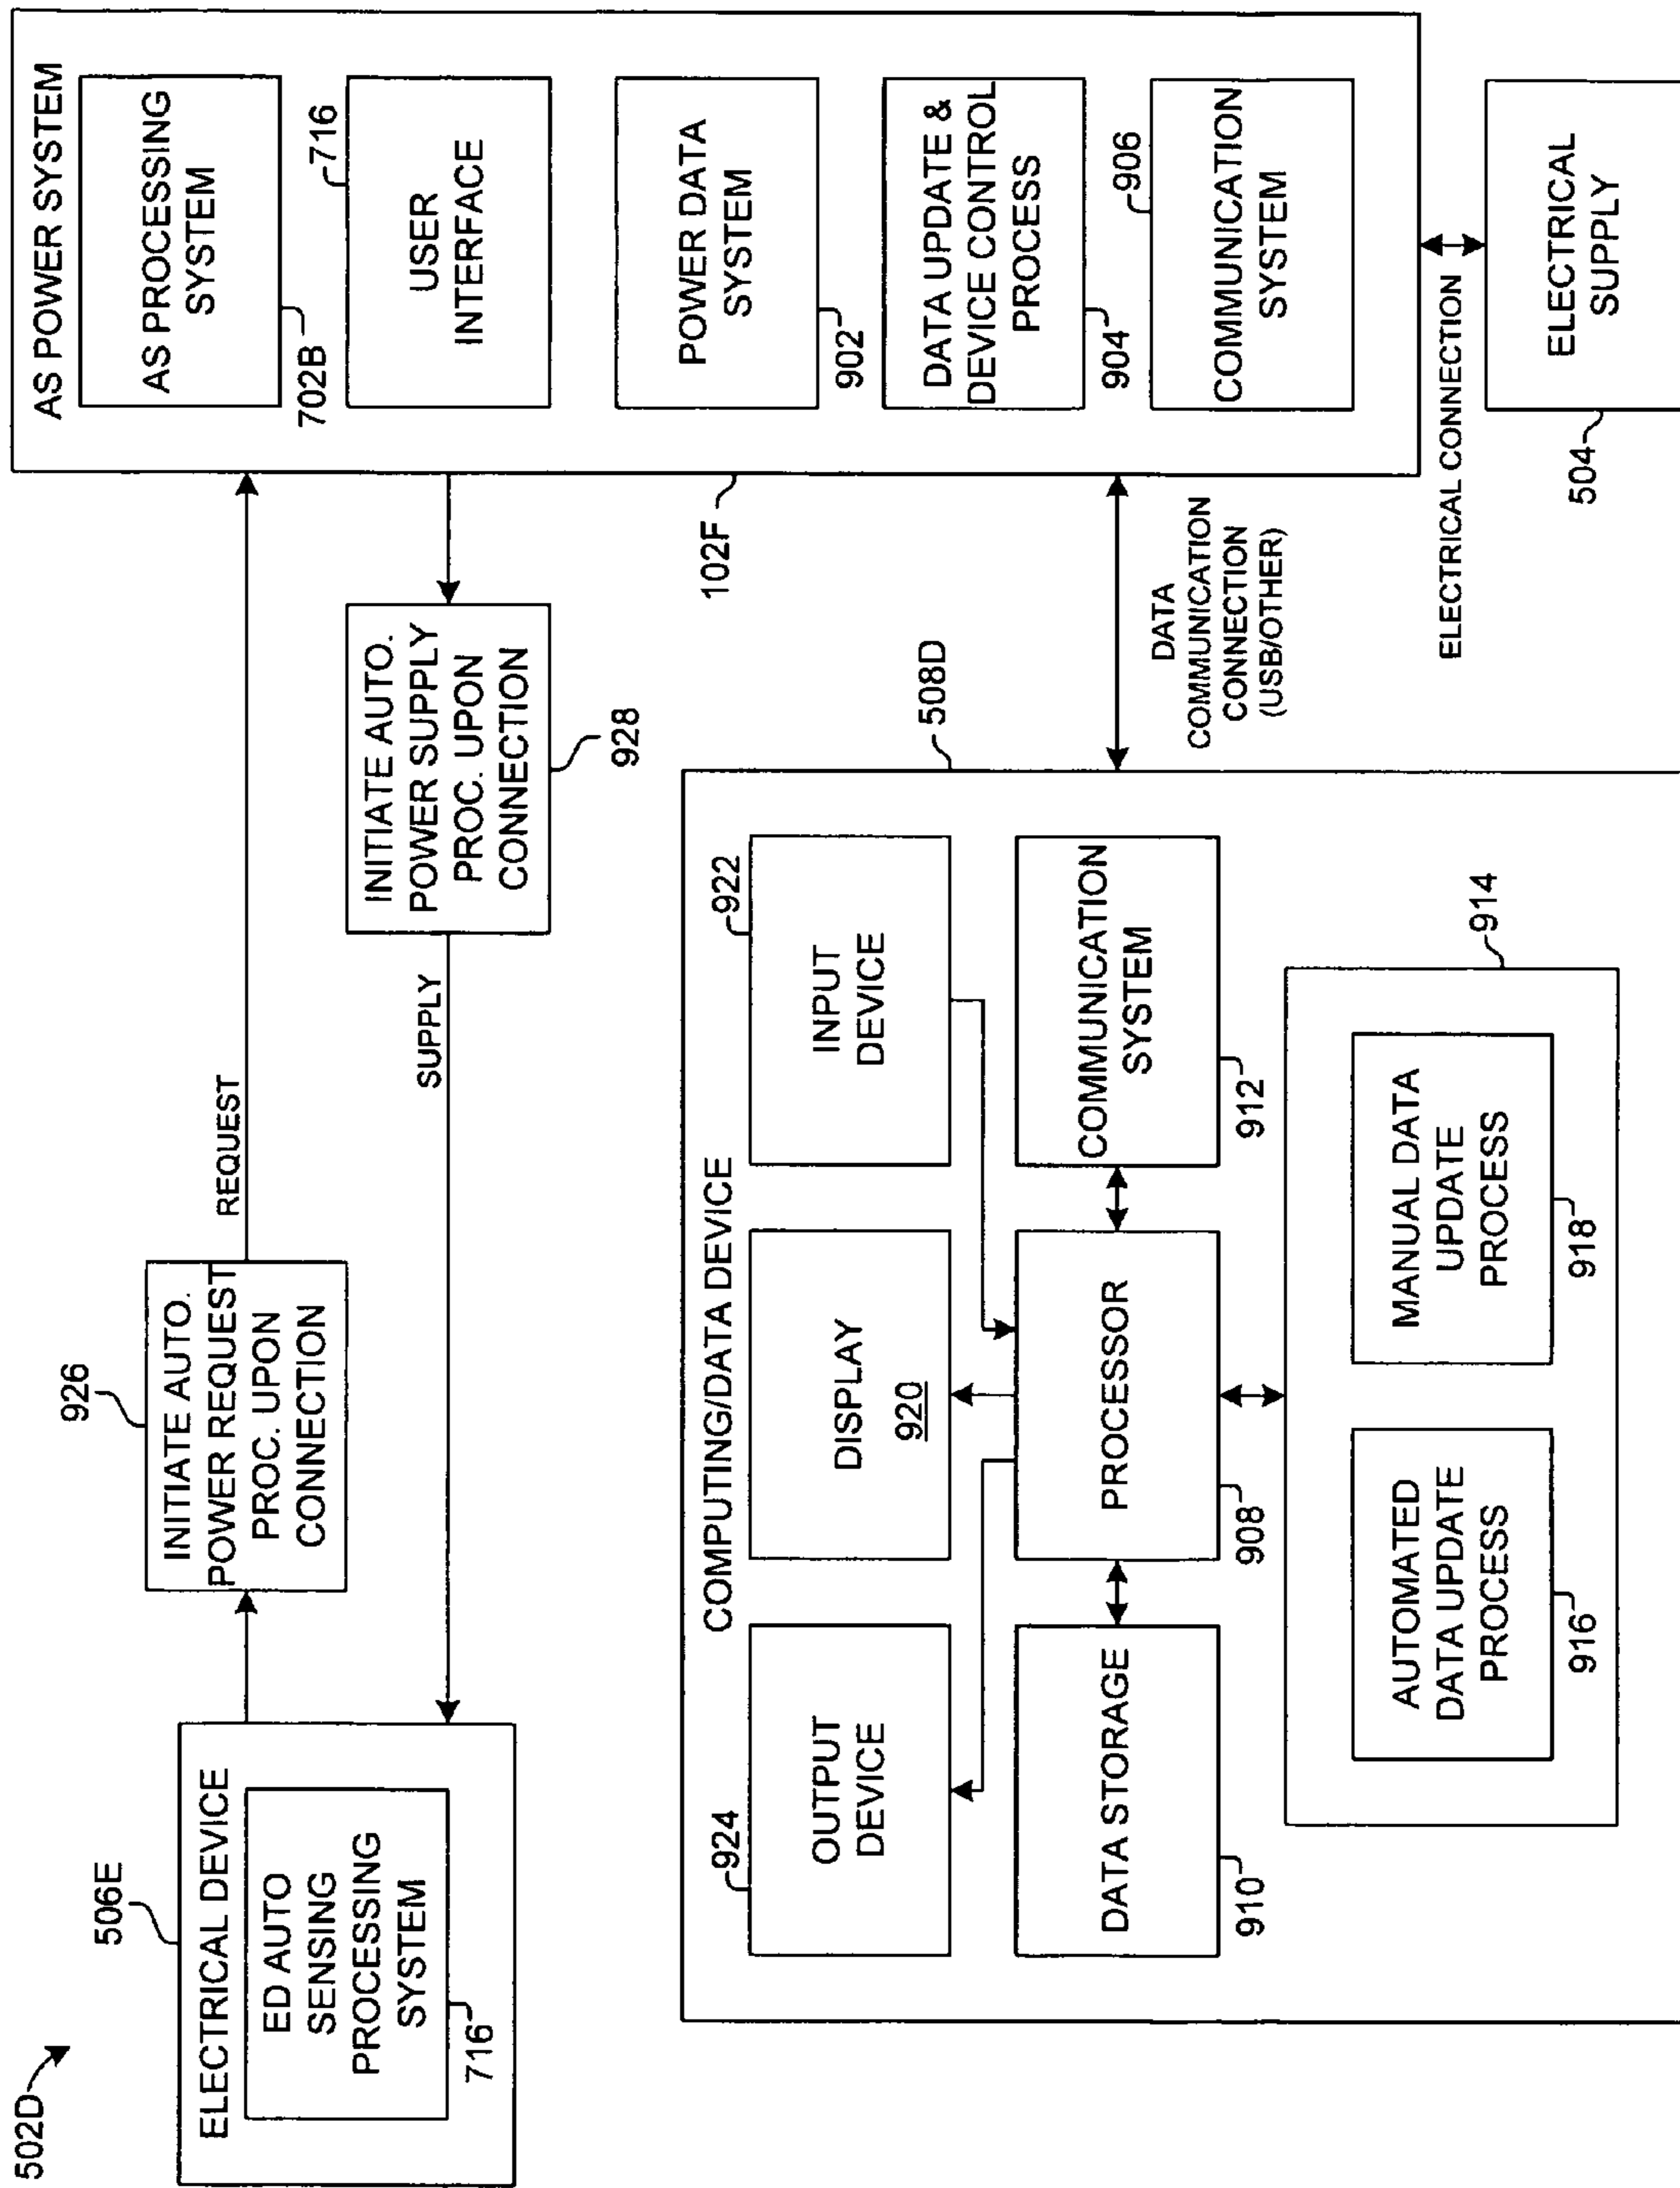 502D
506E
ELECTRICAL DEVICE
ED AUTO
SENSING
PROCESSING
SYSTEM
716
926
INITIATE AUTO.
POWER REQUEST
PROC. UPON
CONNECTION
REQUEST
SUPPLY
INITIATE AUTO.
POWER SUPPLY
PROC. UPON
CONNECTION
928
AS POWER SYSTEM
AS PROCESSING
SYSTEM
702B
716
USER
INTERFACE
POWER DATA
SYSTEM
902
DATA UPDATE &
DEVICE CONTROL
PROCESS
904
906
COMMUNICATION
SYSTEM
102F
508D
COMPUTING/DATA DEVICE
924
OUTPUT
DEVICE
DISPLAY
920
922
INPUT
DEVICE
DATA STORAGE
910
PROCESSOR
908
COMMUNICATION
SYSTEM
912
914
AUTOMATED
DATA UPDATE
PROCESS
916
MANUAL DATA
UPDATE
PROCESS
918
DATA
COMMUNICATION
CONNECTION
(USB/OTHER)
ELECTRICAL CONNECTION
ELECTRICAL
SUPPLY
504